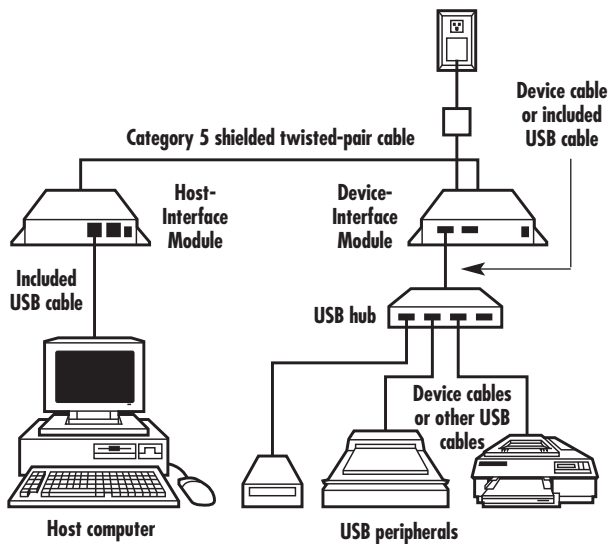 Device cable
or included
USB cable
Category 5 shielded twisted-pair cable
Host-
Interface
Module
Device-
Interface
Module
Included
USB cable
USB hub
Device cables
or other USB
cables
Host computer
USB peripherals